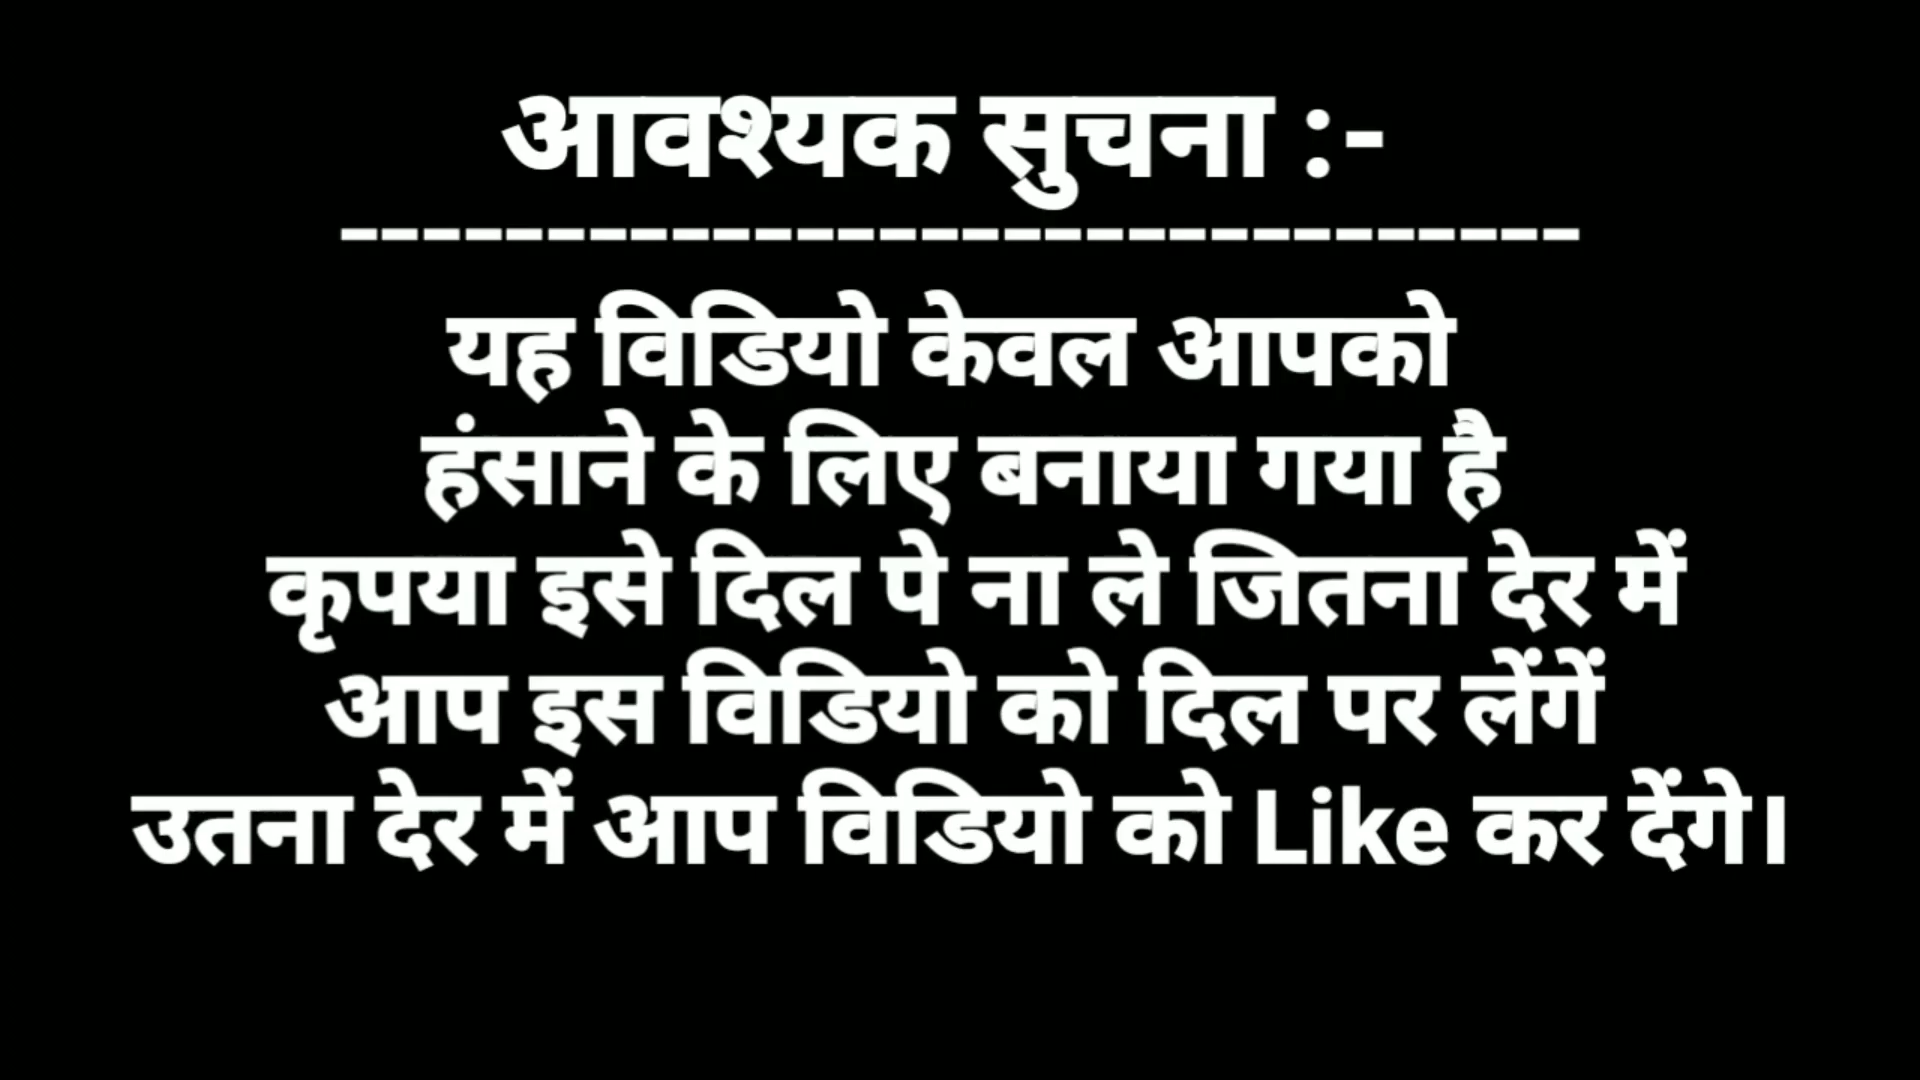 आवश्यक सुचना :-
------------------------------
यह विडियो केवल आपको
हंसाने के लिए बनाया गया है
कृपया इसे दिल पे ना ले जितना देर में
आप इस विडियो को दिल पर लेंगें
उतना देर में आप विडियो को Like कर देंगे।